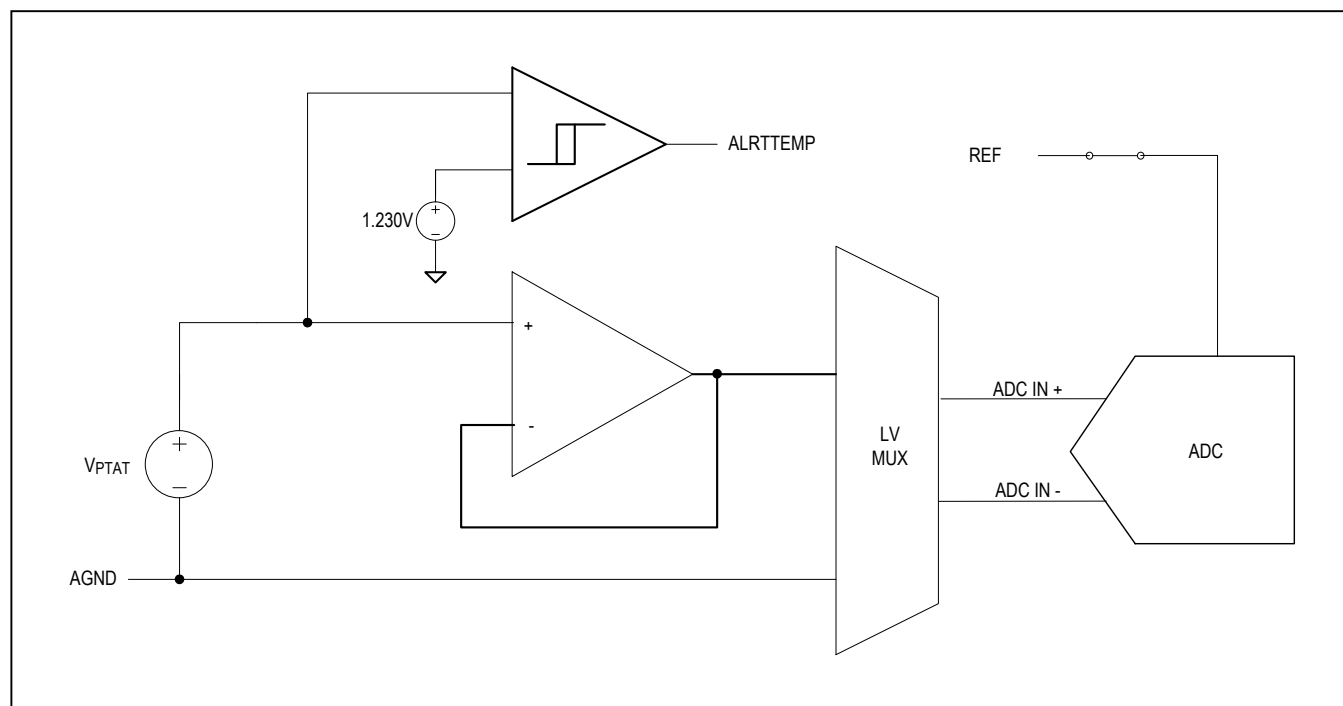 ALRTTEMP
REF
1.230V
+
−
+
-
ADC IN +
LV
MUX
ADC
ADC IN -
VPTAT
+
−
AGND